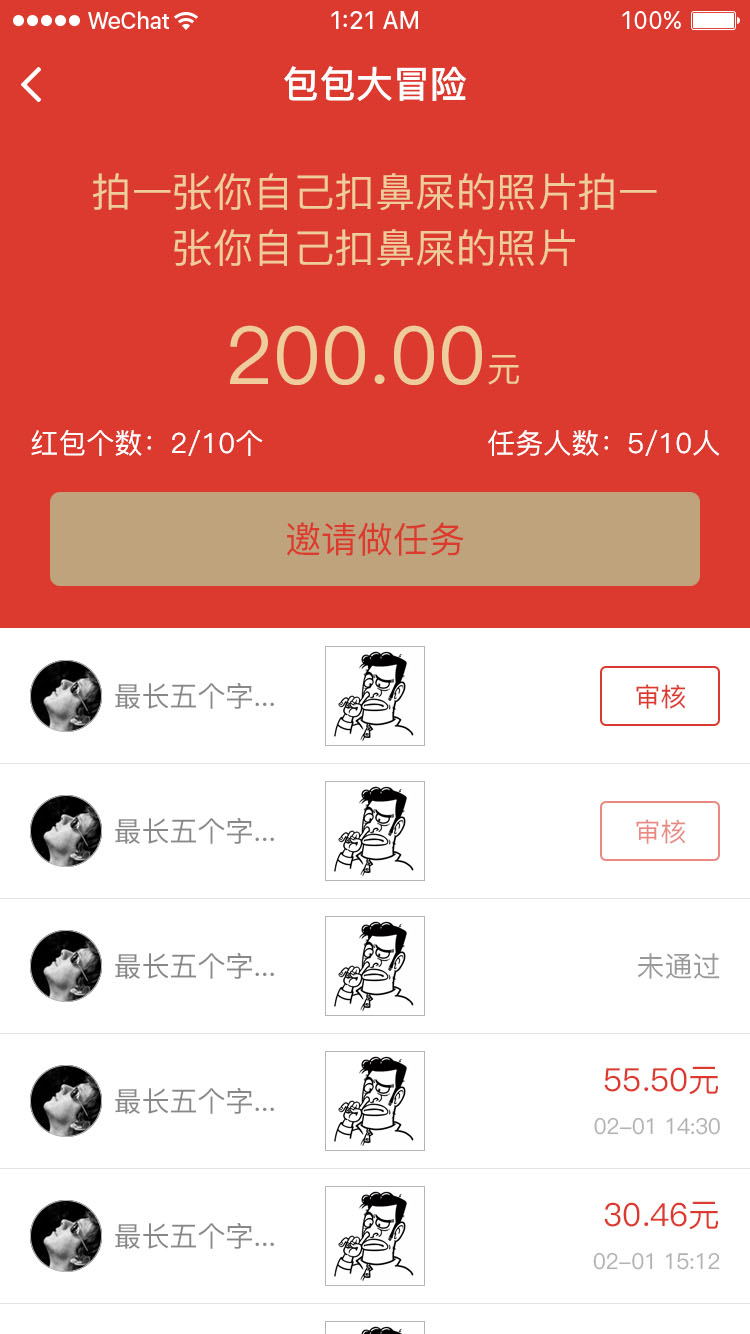 WeChat 1:21 AM 100%
包包大冒险
拍一张你自己扣鼻屎的照片拍一
张你自己扣鼻屎的照片
200.00元
红包个数：2/10个 任务人数：5/10人
邀请做任务
最长五个字... 审核
最长五个字... 审核
最长五个字... 未通过
最长五个字... 55.50元
02-01 14:30
最长五个字... 30.46元
02-01 15:12